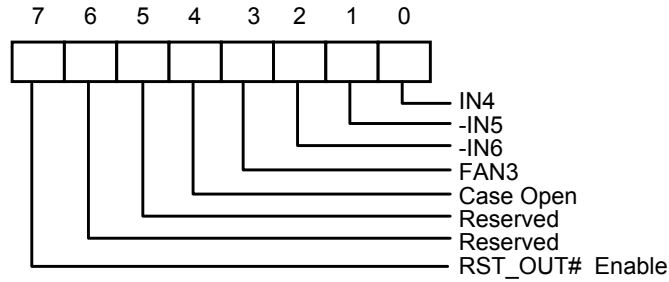 7 6 5 4 3 2 1 0
IN4
-IN5
-IN6
FAN3
Case Open
Reserved
Reserved
RST_OUT# Enable